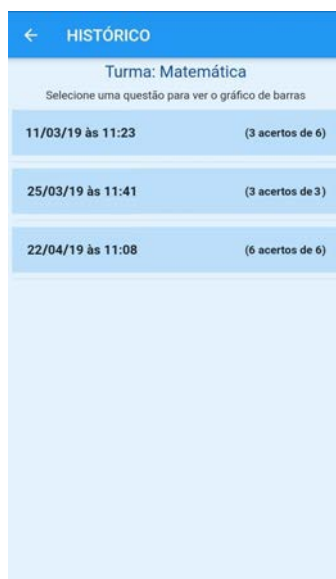 HISTÓRICO
Turma: Matemática
Selecione uma questão para ver o gráfico de barras
11/03/19 às 11:23 (3 acertos de 6)
25/03/19 às 11:41 (3 acertos de 3)
22/04/19 às 11:08 (6 acertos de 6)